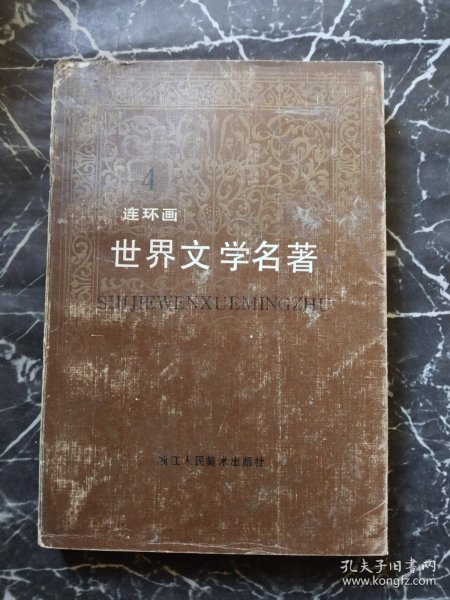 4
连环画
世界文学名著
SHIJIEWENXUEMINGZHU
浙江人民美术出版社
孔夫子旧书网
www.kongfz.com